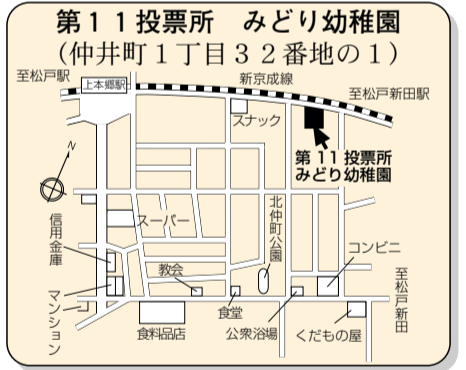 第１１投票所　みどり幼稚園
（仲井町１丁目３２番地の１）
至松戸駅
上本郷駅
新京成線
至松戸新田駅
スナック
第11投票所
みどり幼稚園
N
信用金庫
スーパー
北仲町公園
コンビニ
教会
至松戸新田
マンション
食料品店
食堂
公衆浴場
くだもの屋